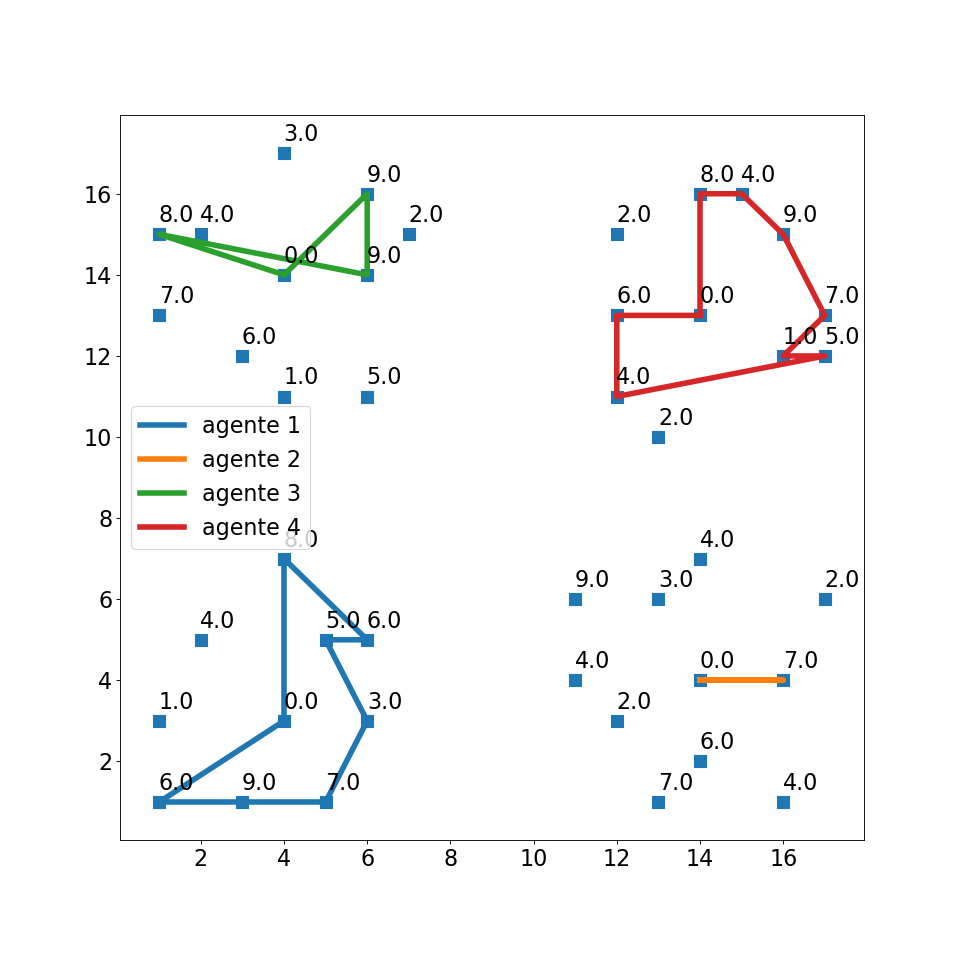 3.0
9.0
8.0 4.0
8.0 4.0 2.0 2.0 9.0
0.0 9.0
7.0 6.0 0.0 7.0
6.0 1.0 5.0
1.0 5.0 4.0
2.0
agente 1
agente 2
agente 3
agente 4
8.0 4.0
9.0 3.0 2.0
4.0 5.0 6.0
4.0 0.0 7.0
1.0 0.0 3.0 2.0
6.0
6.0 9.0 7.0 7.0 4.0
16
14
12
10
8
6
4
2
2 4 6 8 10 12 14 16